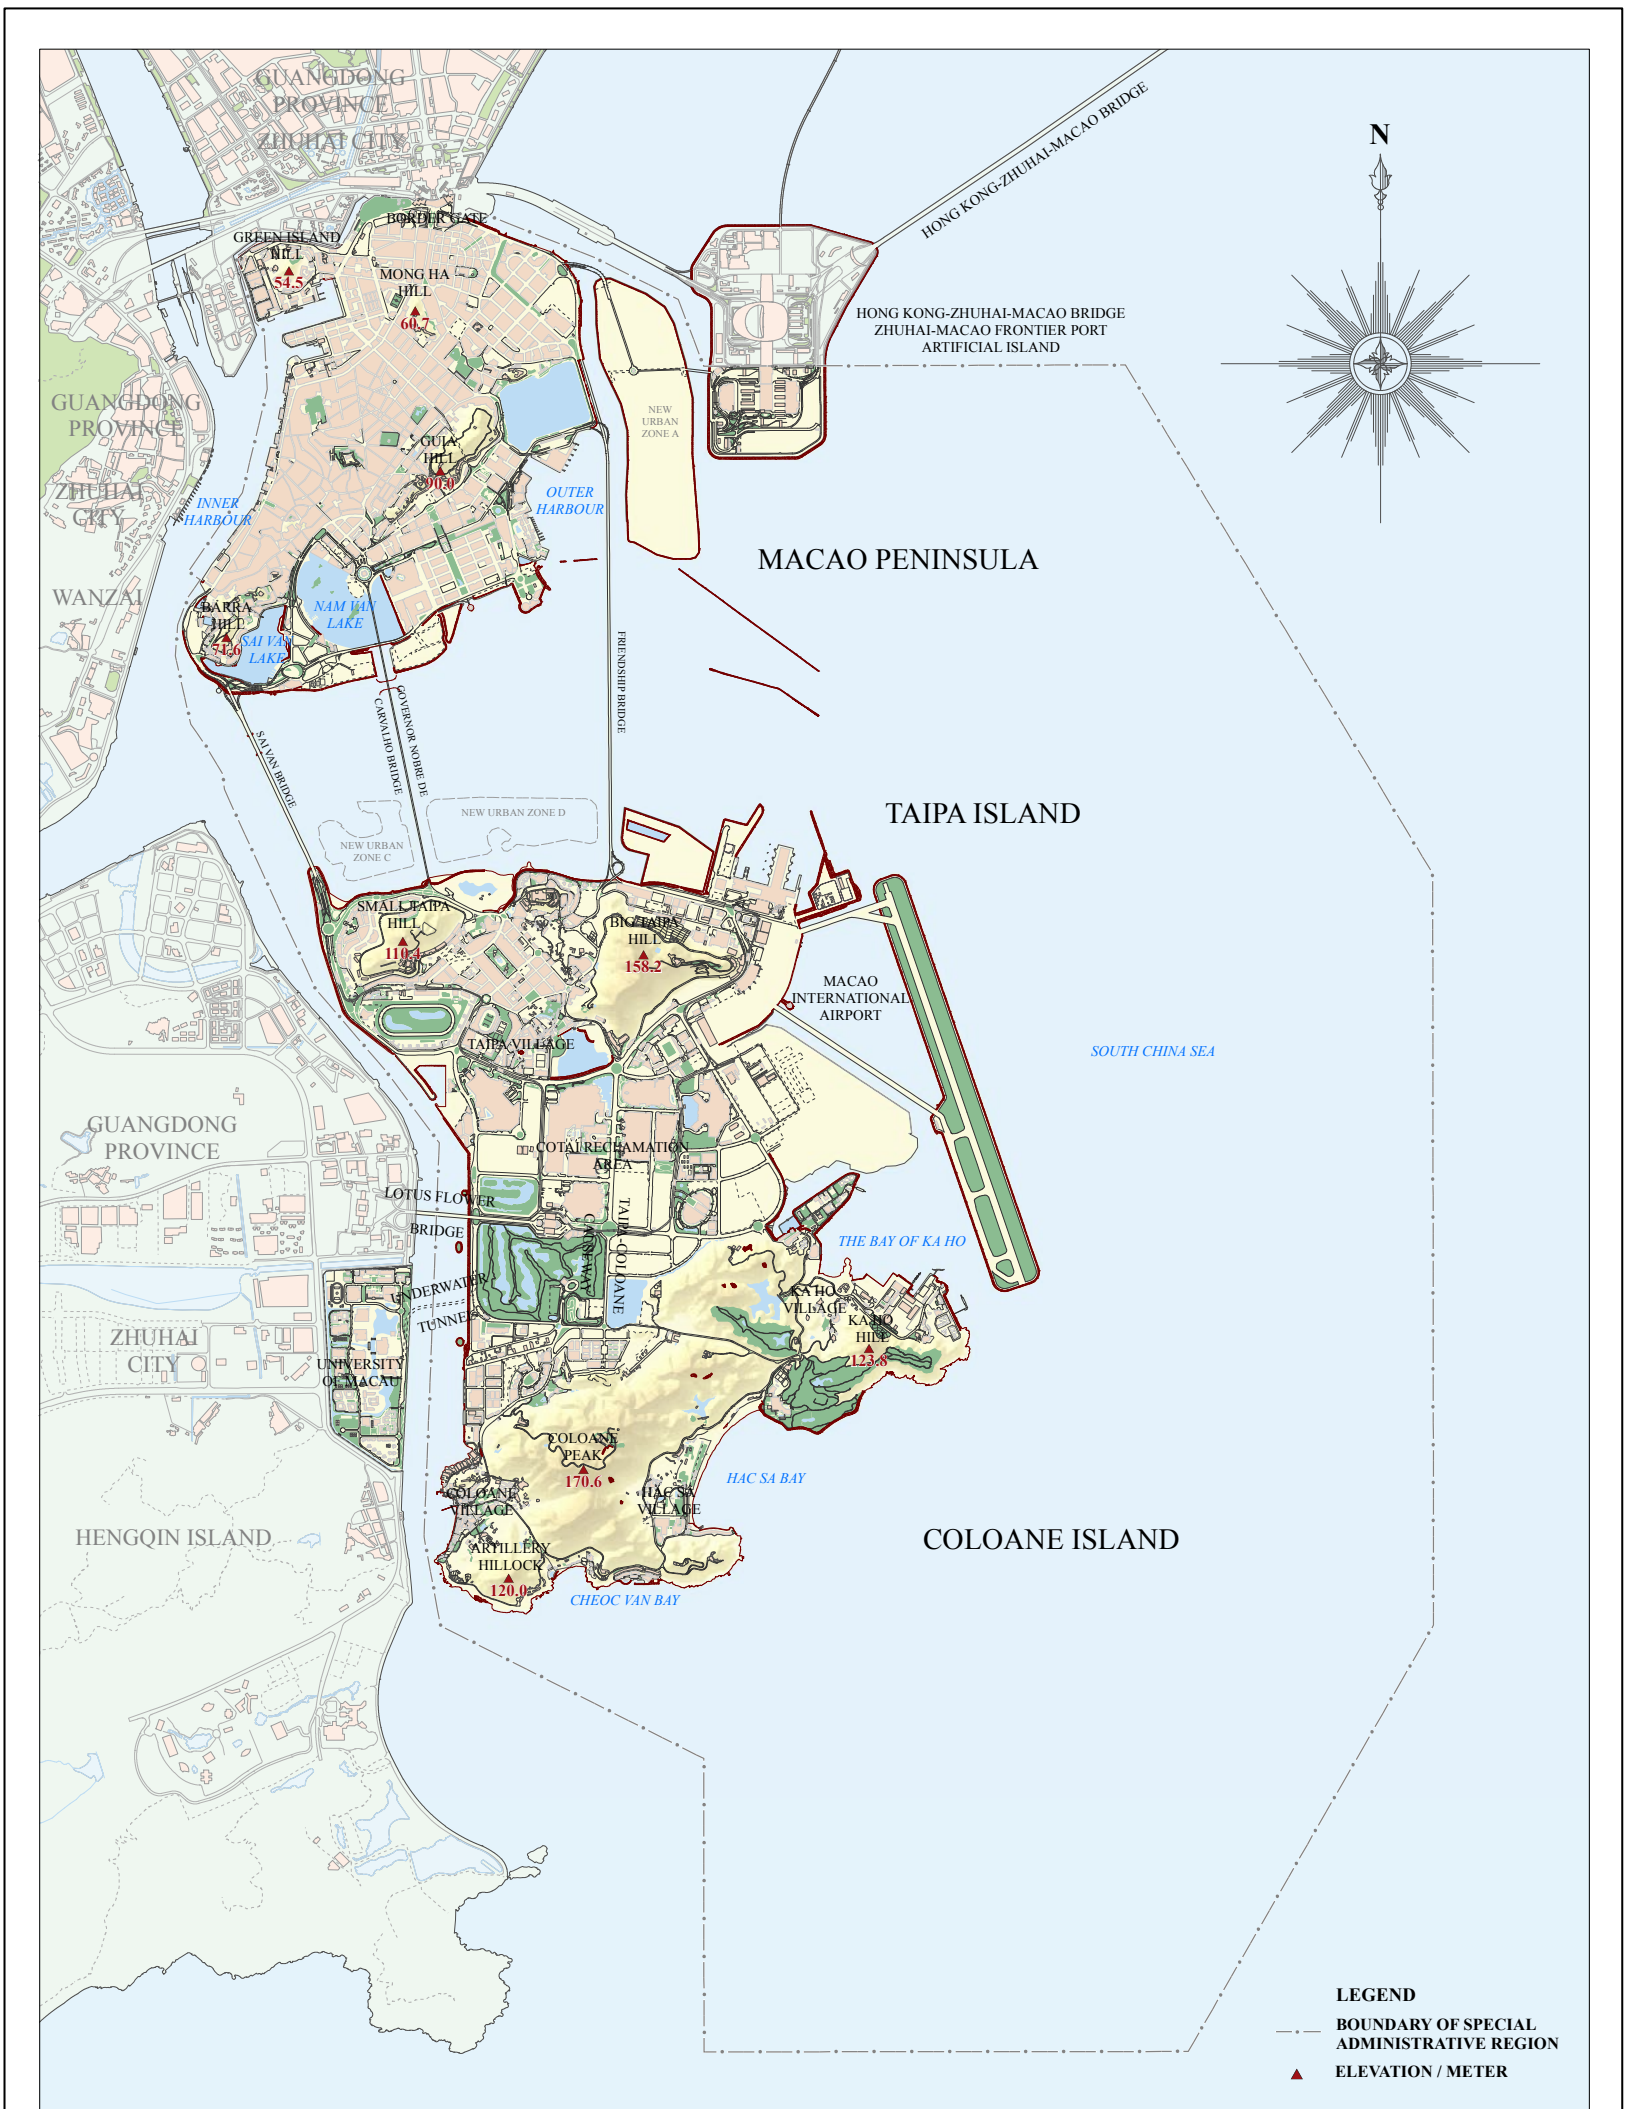 GUANGDONG
PROVINCE
ZHUHAI CITY
HONG KONG-ZHUHAI-MACAO BRIDGE
N
BORDER GATE
GREEN ISLAND
HILL
54.5
MONG HA
HILL
60.7
HONG KONG-ZHUHAI-MACAO BRIDGE
ZHUHAI-MACAO FRONTIER PORT
ARTIFICIAL ISLAND
GUANGDONG
PROVINCE
NEW
URBAN
ZONE A
GUIA
HILL
90.0
ZHUHAI
CITY
INNER
HARBOUR
OUTER
HARBOUR
MACAO PENINSULA
WANZAI
BARRA
HILL
71.6
NAM VAN
LAKE
SAI VAN
LAKE
FRIENDSHIP BRIDGE
GOVERNOR NOBRE DE
CARVALHO BRIDGE
SAI VAN BRIDGE
TAIPA ISLAND
NEW URBAN ZONE D
NEW URBAN
ZONE C
SMALL TAIPA
HILL
110.4
BIG TAIPA
HILL
158.2
MACAO
INTERNATIONAL
AIRPORT
TAIPA VILLAGE
SOUTH CHINA SEA
GUANGDONG
PROVINCE
COTAI RECLAMATION
AREA
LOTUS FLOWER
BRIDGE
TAIPA-COLOANE
CAUSEWAY
THE BAY OF KA HO
UNDERWATER
TUNNEL
KA HO
VILLAGE
KA HO
HILL
123.8
ZHUHAI
CITY
UNIVERSITY
OF MACAU
COLOANE
PEAK
170.6
HAC SA BAY
COLOANE
VILLAGE
HAC SA
VILLAGE
HENGQIN ISLAND
COLOANE ISLAND
ARTILLERY
HILLOCK
120.0
CHEOC VAN BAY
LEGEND
BOUNDARY OF SPECIAL
ADMINISTRATIVE REGION
ELEVATION / METER